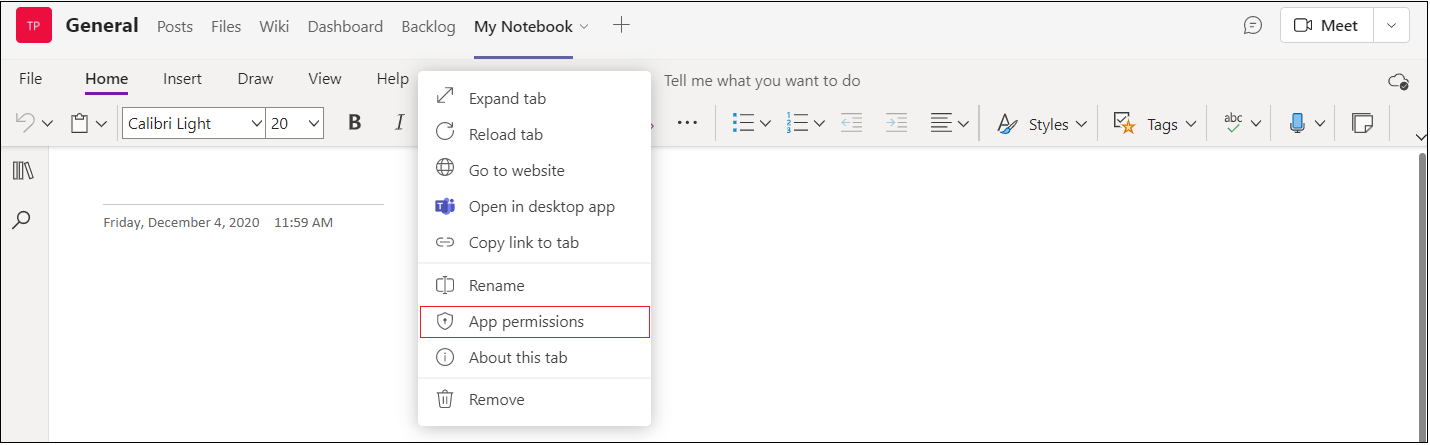 TP General Posts Files Wiki Dashboard Backlog My Notebook Meet
File Home Insert Draw View Help Tell me what you want to do
Calibri Light 20 B I Styles Tags abc
Friday, December 4, 2020 11:59 AM
Expand tab
Reload tab
Go to website
Open in desktop app
Copy link to tab
Rename
App permissions
About this tab
Remove